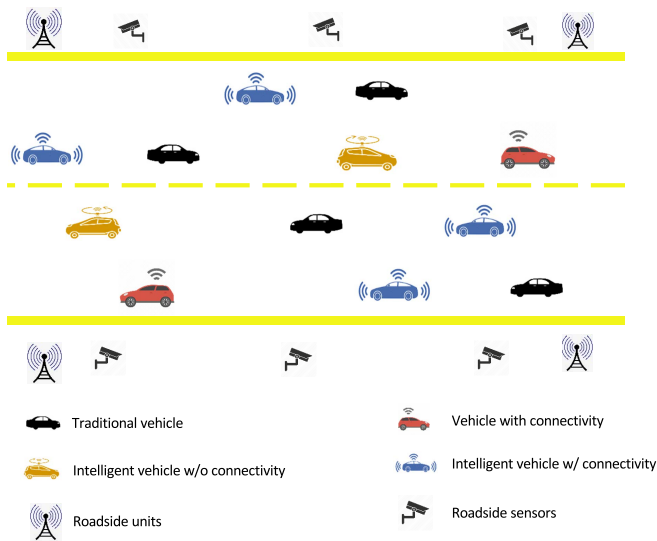 Traditional vehicle
Vehicle with connectivity
Intelligent vehicle w/o connectivity
Intelligent vehicle w/ connectivity
Roadside units
Roadside sensors